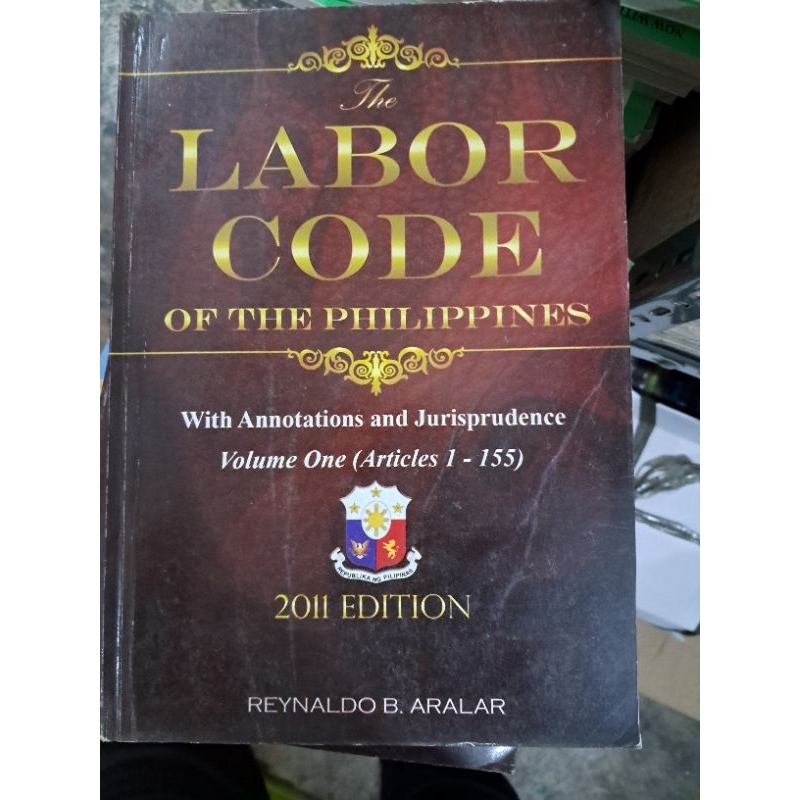 The
LABOR
CODE
OF THE PHILIPPINES
With Annotations and Jurisprudence
Volume One (Articles 1 - 155)
REPUBLIKA NG PILIPINAS
2011 EDITION
REYNALDO B. ARALAR